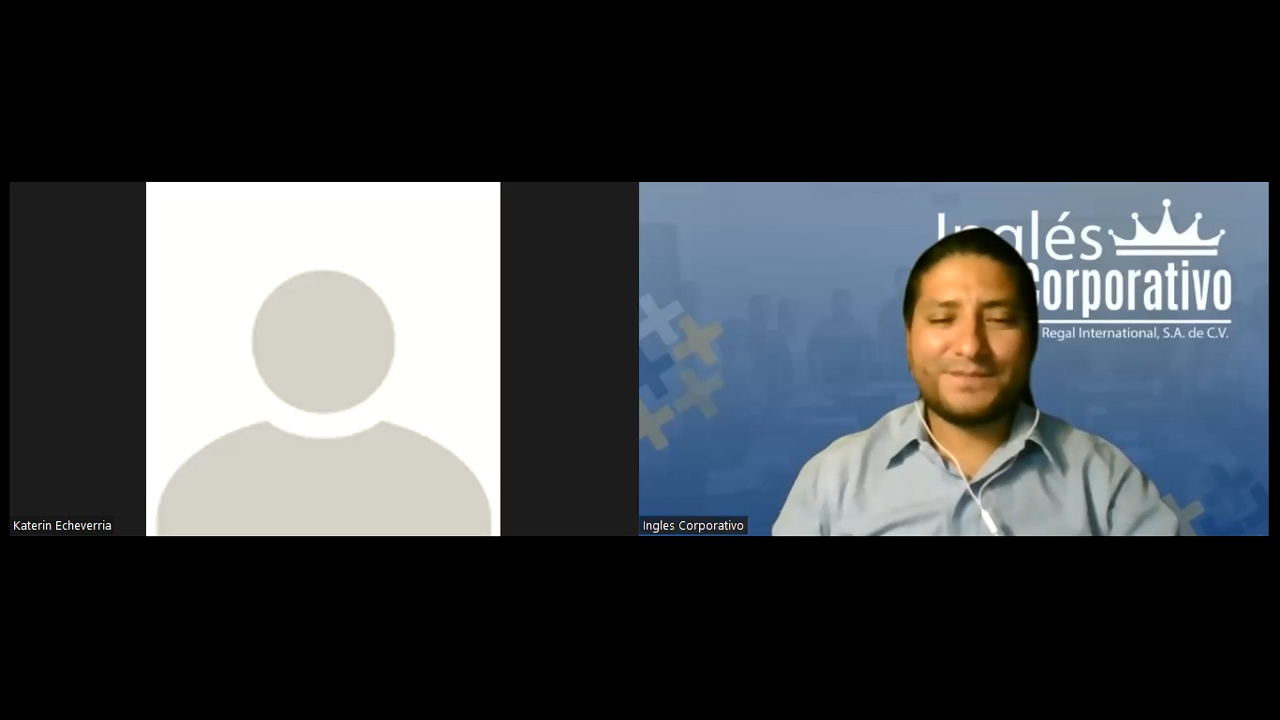 Inglés
Corporativo
Regal International, S.A. de C.V.
Katerin Echeverria
Ingles Corporativo